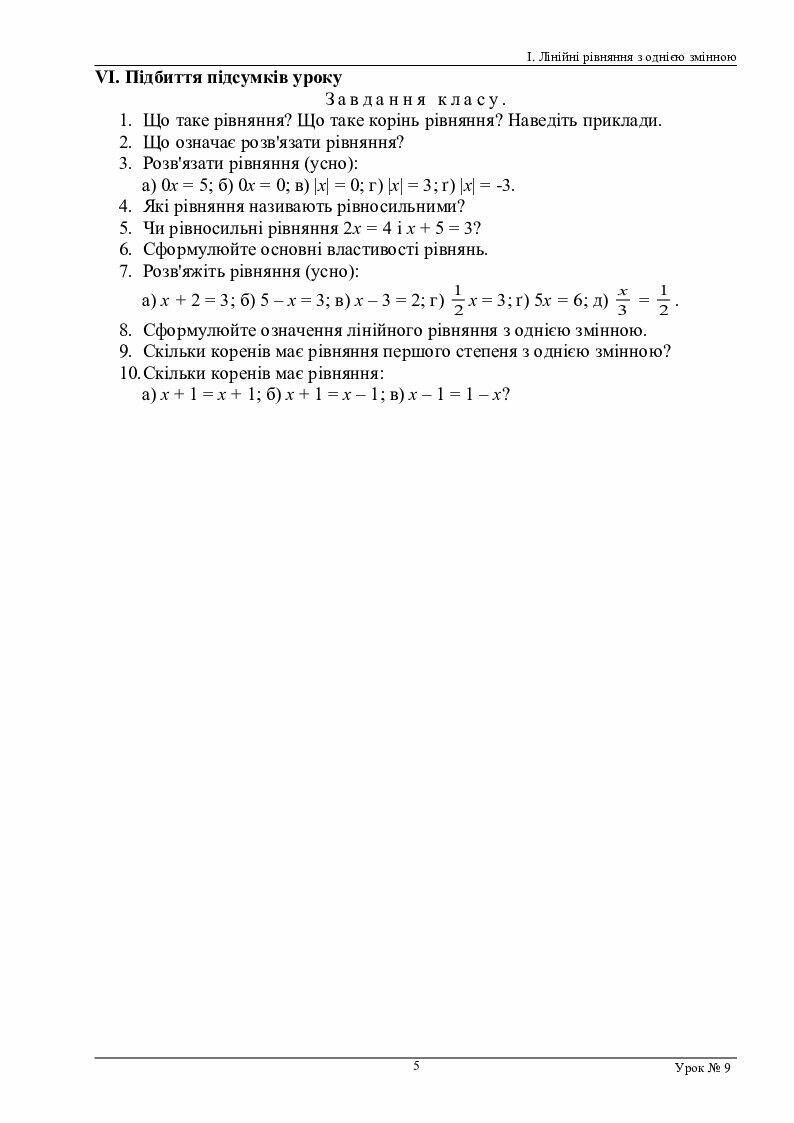 І. Лінійні рівняння з однією змінною
VI. Підбиття підсумків уроку
Завдання класу.
1. Що таке рівняння? Що таке корінь рівняння? Наведіть приклади.
2. Що означає розв'язати рівняння?
3. Розв'язати рівняння (усно):
а) 0x = 5; б) 0x = 0; в) |x| = 0; г) |x| = 3; ґ) |x| = -3.
4. Які рівняння називають рівносильними?
5. Чи рівносильні рівняння 2x = 4 і x + 5 = 3?
6. Сформулюйте основні властивості рівнянь.
7. Розв'яжіть рівняння (усно):
а) x + 2 = 3; б) 5 – x = 3; в) x – 3 = 2; г) 1/2 x = 3; ґ) 5x = 6; д) x/3 = 1/2.
8. Сформулюйте означення лінійного рівняння з однією змінною.
9. Скільки коренів має рівняння першого степеня з однією змінною?
10. Скільки коренів має рівняння:
а) x + 1 = x + 1; б) x + 1 = x – 1; в) x – 1 = 1 – x?
5
Урок № 9